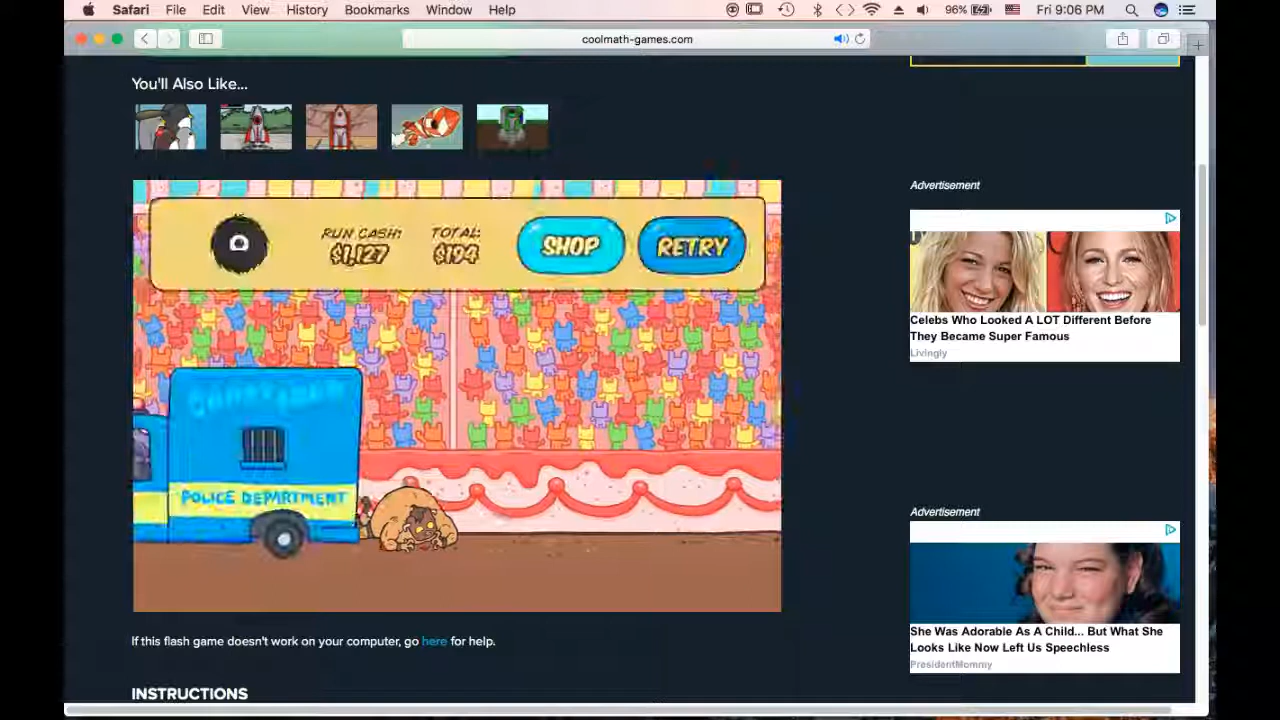 Safari File Edit View History Bookmarks Window Help 96% Fri 9:06 PM
coolmath-games.com
You'll Also Like...
Advertisement
RUN CASH: TOTAL:
$1,127 $194
SHOP RETRY
Celebs Who Looked A LOT Different Before
They Became Super Famous
Livingly
POLICE DEPARTMENT
Advertisement
She Was Adorable As A Child... But What She
Looks Like Now Left Us Speechless
PresidentMommy
If this flash game doesn't work on your computer, go here for help.
INSTRUCTIONS